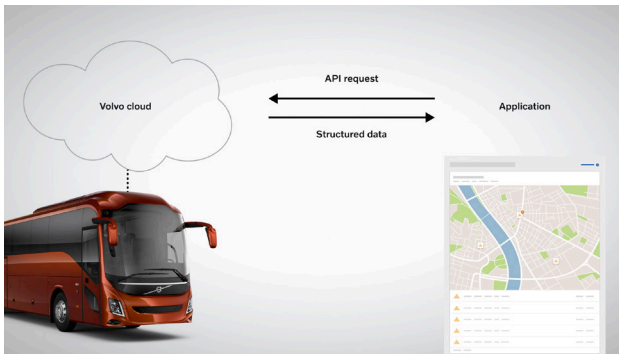 API request
Volvo cloud
Application
Structured data